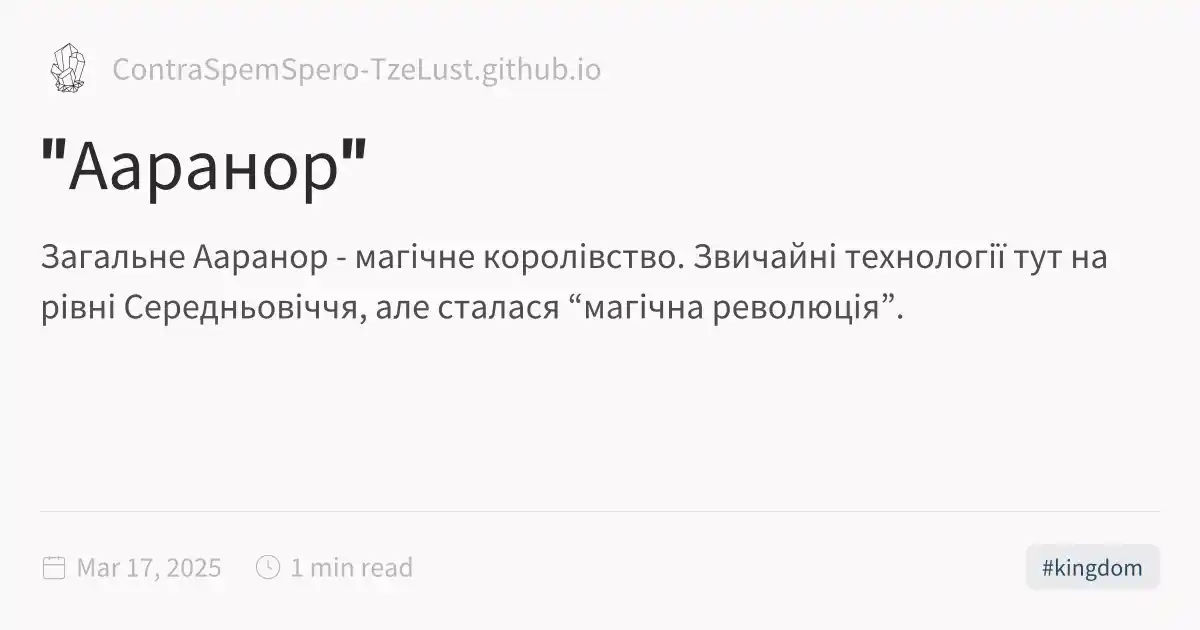 ContraSpemSpero-TzeLust.github.io
"Ааранор"
Загальне Ааранор - магічне королівство. Звичайні технології тут на
рівні Середньовіччя, але сталася “магічна революція”.
Mar 17, 2025 1 min read #kingdom